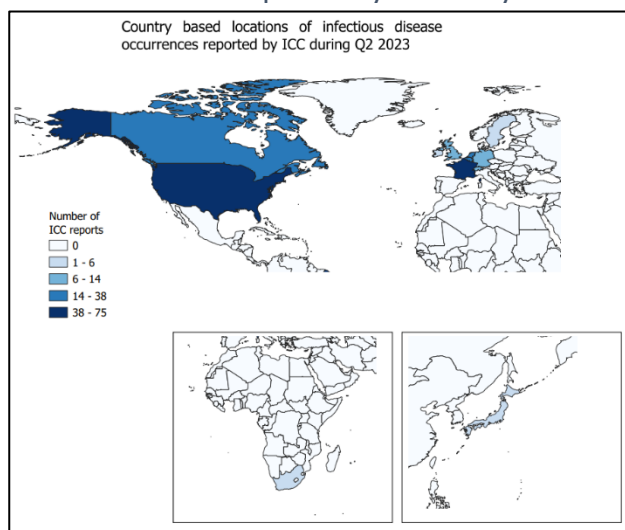 Country based locations of infectious disease
occurrences reported by ICC during Q2 2023
Number of
ICC reports
0
1 - 6
6 - 14
14 - 38
38 - 75